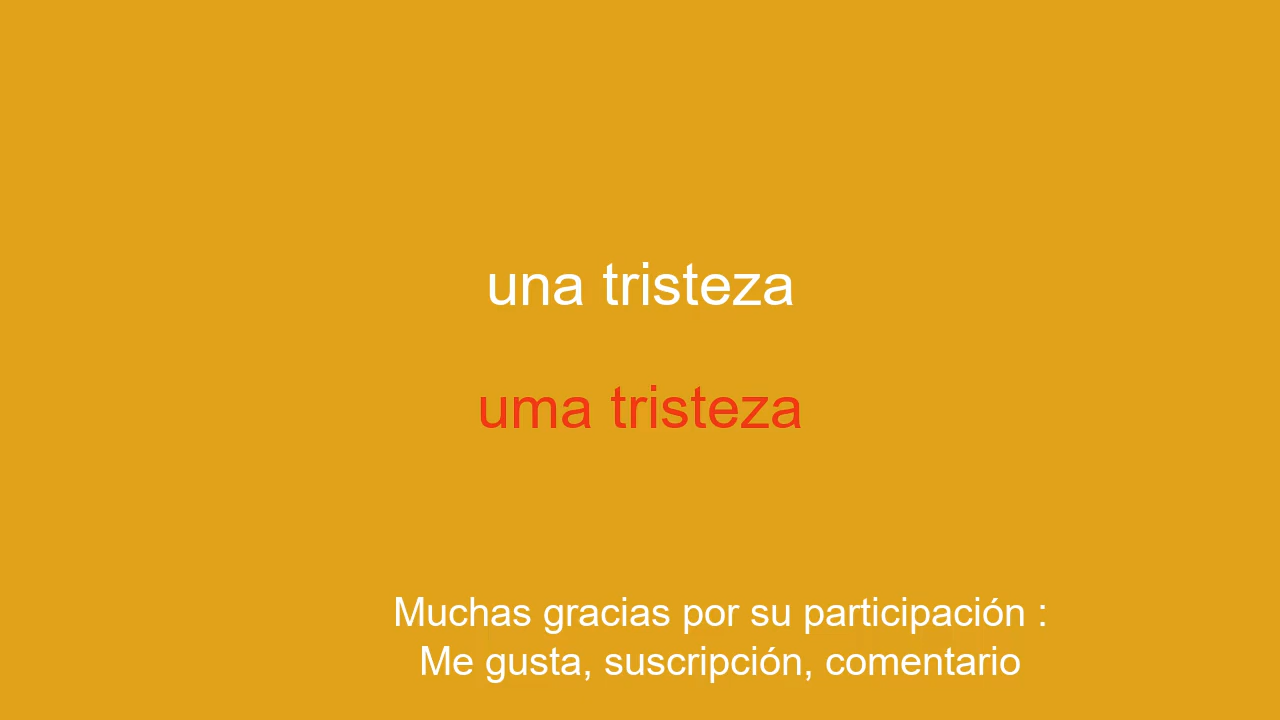 una tristeza
uma tristeza
Muchas gracias por su participación :
Me gusta, suscripción, comentario